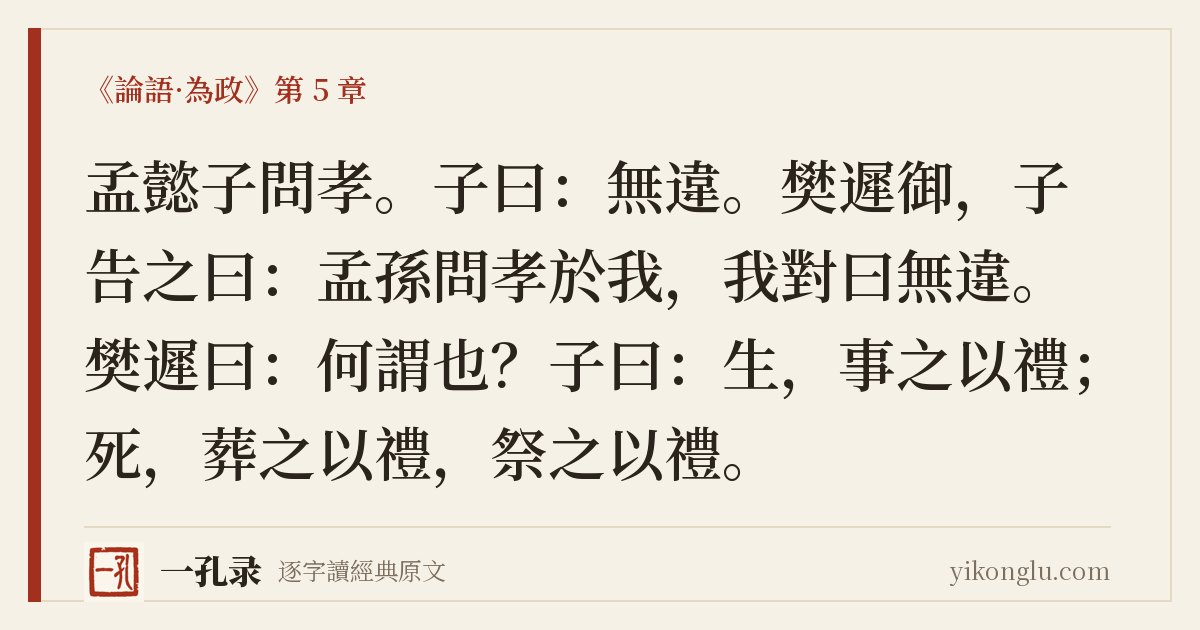 《論語·為政》第 5 章
孟懿子問孝。子曰：無違。樊遲御，子
告之曰：孟孫問孝於我，我對曰無違。
樊遲曰：何謂也？子曰：生，事之以禮；
死，葬之以禮，祭之以禮。
一孔
一孔录 逐字讀經典原文
yikonglu.com